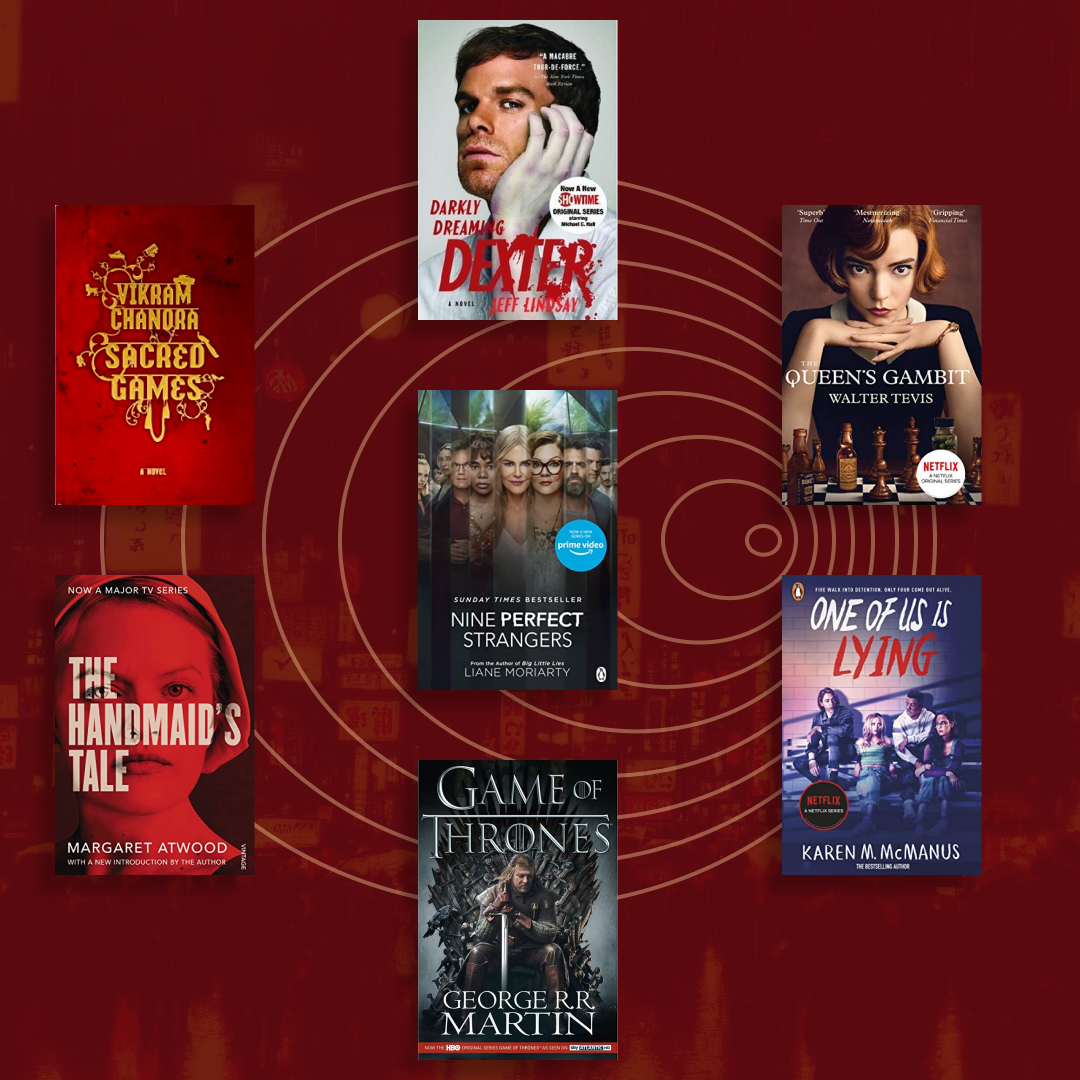 "A MACABRE
TOUR-DE-FORCE."
—The New York Times
Book Review
Now A New
SHOWTIME
ORIGINAL SERIES
starring
Michael C. Hall
DARKLY
DREAMING
DEXTER
A NOVEL
JEFF LINDSAY
VIKRAM
CHANDRA
SACRED
GAMES
A NOVEL
'Superb'
Time Out
'Mesmerizing'
Newsweek
'Gripping'
Financial Times
THE
QUEEN'S GAMBIT
WALTER TEVIS
NETFLIX
A NETFLIX
ORIGINAL SERIES
NOW A NEW
SERIES ON
prime video
SUNDAY TIMES BESTSELLER
NINE PERFECT
STRANGERS
From the Author of Big Little Lies
LIANE MORIARTY
NOW A MAJOR TV SERIES
THE
HANDMAID'S
TALE
MARGARET ATWOOD
WITH A NEW INTRODUCTION BY THE AUTHOR
VINTAGE
FIVE WALK INTO DETENTION. ONLY FOUR COME OUT ALIVE.
ONE OF US IS
LYING
NETFLIX
A NETFLIX SERIES
KAREN M. McMANUS
THE BESTSELLING AUTHOR
GAME OF
THRONES
GEORGE R.R.
MARTIN
NOW THE HBO ORIGINAL SERIES GAME OF THRONES® AS SEEN ON sky ATLANTIC HD